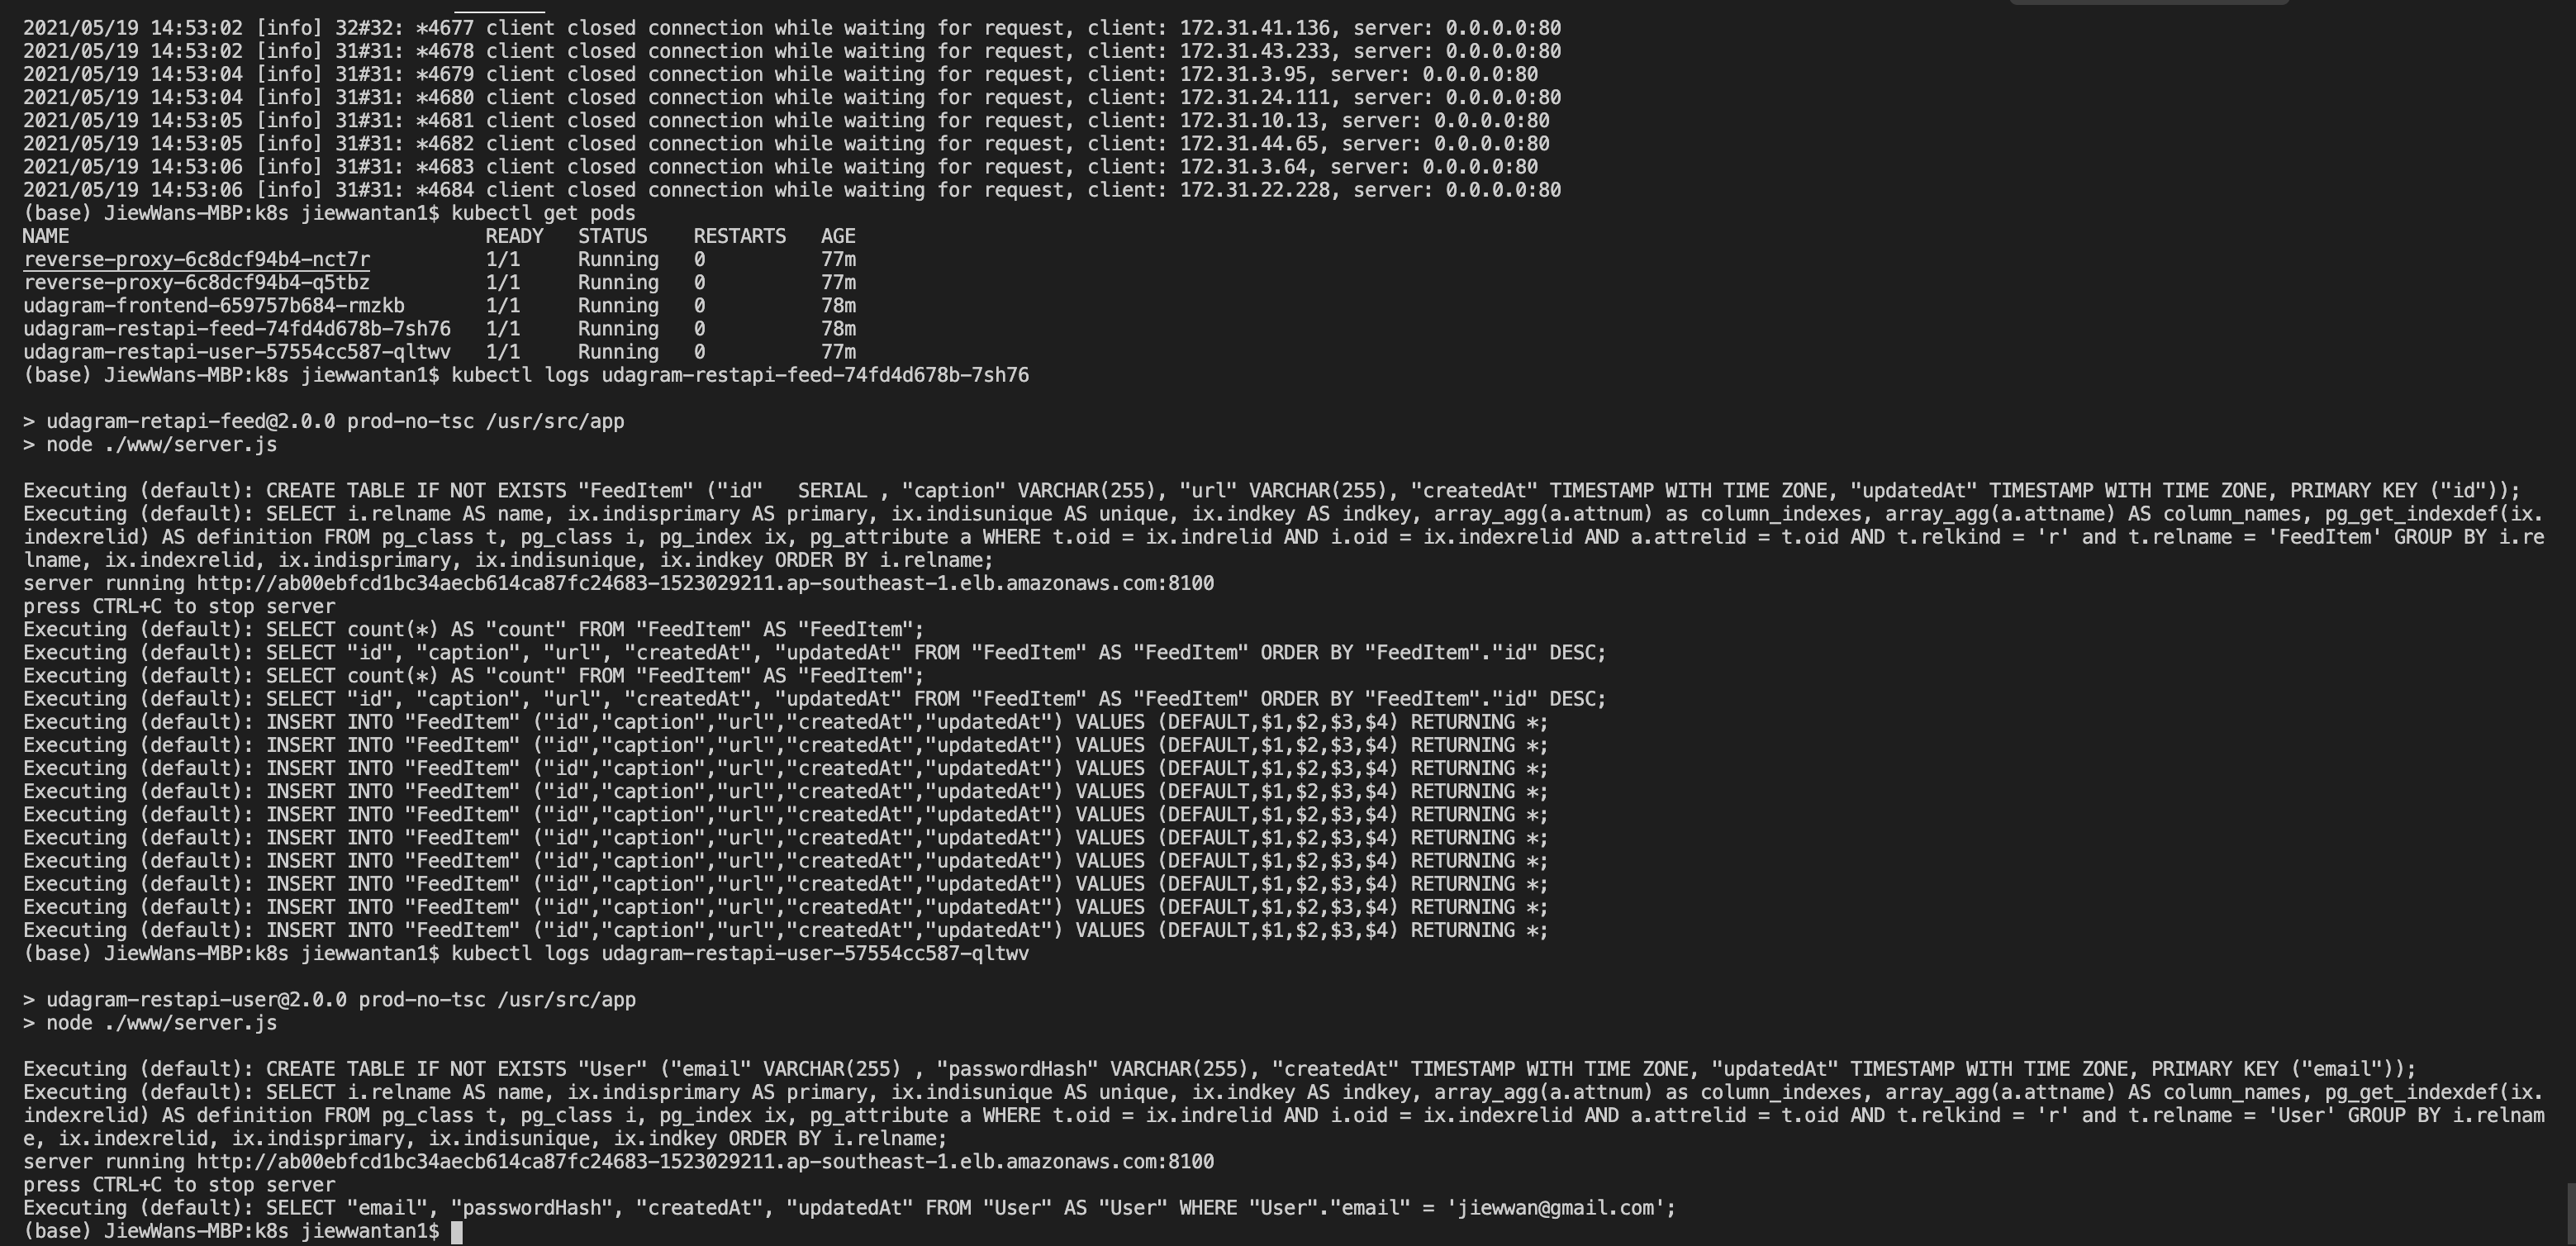 2021/05/19 14:53:02 [info] 32#32: *4677 client closed connection while waiting for request, client: 172.31.41.136, server: 0.0.0.0:80
2021/05/19 14:53:02 [info] 31#31: *4678 client closed connection while waiting for request, client: 172.31.43.233, server: 0.0.0.0:80
2021/05/19 14:53:04 [info] 31#31: *4679 client closed connection while waiting for request, client: 172.31.3.95, server: 0.0.0.0:80
2021/05/19 14:53:04 [info] 31#31: *4680 client closed connection while waiting for request, client: 172.31.24.111, server: 0.0.0.0:80
2021/05/19 14:53:05 [info] 31#31: *4681 client closed connection while waiting for request, client: 172.31.10.13, server: 0.0.0.0:80
2021/05/19 14:53:05 [info] 31#31: *4682 client closed connection while waiting for request, client: 172.31.44.65, server: 0.0.0.0:80
2021/05/19 14:53:06 [info] 31#31: *4683 client closed connection while waiting for request, client: 172.31.3.64, server: 0.0.0.0:80
2021/05/19 14:53:06 [info] 31#31: *4684 client closed connection while waiting for request, client: 172.31.22.228, server: 0.0.0.0:80
(base) JiewWans-MBP:k8s jiewwantan1$ kubectl get pods
NAME                                    READY   STATUS    RESTARTS   AGE
reverse-proxy-6c8dcf94b4-nct7r          1/1     Running   0          77m
reverse-proxy-6c8dcf94b4-q5tbz          1/1     Running   0          77m
udagram-frontend-659757b684-rmzkb       1/1     Running   0          78m
udagram-restapi-feed-74fd4d678b-7sh76   1/1     Running   0          78m
udagram-restapi-user-57554cc587-qltwv   1/1     Running   0          77m
(base) JiewWans-MBP:k8s jiewwantan1$ kubectl logs udagram-restapi-feed-74fd4d678b-7sh76
> udagram-retapi-feed@2.0.0 prod-no-tsc /usr/src/app
> node ./www/server.js
Executing (default): CREATE TABLE IF NOT EXISTS "FeedItem" ("id"   SERIAL , "caption" VARCHAR(255), "url" VARCHAR(255), "createdAt" TIMESTAMP WITH TIME ZONE, "updatedAt" TIMESTAMP WITH TIME ZONE, PRIMARY KEY ("id"));
Executing (default): SELECT i.relname AS name, ix.indisprimary AS primary, ix.indisunique AS unique, ix.indkey AS indkey, array_agg(a.attnum) as column_indexes, array_agg(a.attname) AS column_names, pg_get_indexdef(ix.
indexrelid) AS definition FROM pg_class t, pg_class i, pg_index ix, pg_attribute a WHERE t.oid = ix.indrelid AND i.oid = ix.indexrelid AND a.attrelid = t.oid AND t.relkind = 'r' and t.relname = 'FeedItem' GROUP BY i.re
lname, ix.indexrelid, ix.indisprimary, ix.indisunique, ix.indkey ORDER BY i.relname;
server running http://ab00ebfcd1bc34aecb614ca87fc24683-1523029211.ap-southeast-1.elb.amazonaws.com:8100
press CTRL+C to stop server
Executing (default): SELECT count(*) AS "count" FROM "FeedItem" AS "FeedItem";
Executing (default): SELECT "id", "caption", "url", "createdAt", "updatedAt" FROM "FeedItem" AS "FeedItem" ORDER BY "FeedItem"."id" DESC;
Executing (default): SELECT count(*) AS "count" FROM "FeedItem" AS "FeedItem";
Executing (default): SELECT "id", "caption", "url", "createdAt", "updatedAt" FROM "FeedItem" AS "FeedItem" ORDER BY "FeedItem"."id" DESC;
Executing (default): INSERT INTO "FeedItem" ("id","caption","url","createdAt","updatedAt") VALUES (DEFAULT,$1,$2,$3,$4) RETURNING *;
Executing (default): INSERT INTO "FeedItem" ("id","caption","url","createdAt","updatedAt") VALUES (DEFAULT,$1,$2,$3,$4) RETURNING *;
Executing (default): INSERT INTO "FeedItem" ("id","caption","url","createdAt","updatedAt") VALUES (DEFAULT,$1,$2,$3,$4) RETURNING *;
Executing (default): INSERT INTO "FeedItem" ("id","caption","url","createdAt","updatedAt") VALUES (DEFAULT,$1,$2,$3,$4) RETURNING *;
Executing (default): INSERT INTO "FeedItem" ("id","caption","url","createdAt","updatedAt") VALUES (DEFAULT,$1,$2,$3,$4) RETURNING *;
Executing (default): INSERT INTO "FeedItem" ("id","caption","url","createdAt","updatedAt") VALUES (DEFAULT,$1,$2,$3,$4) RETURNING *;
Executing (default): INSERT INTO "FeedItem" ("id","caption","url","createdAt","updatedAt") VALUES (DEFAULT,$1,$2,$3,$4) RETURNING *;
Executing (default): INSERT INTO "FeedItem" ("id","caption","url","createdAt","updatedAt") VALUES (DEFAULT,$1,$2,$3,$4) RETURNING *;
Executing (default): INSERT INTO "FeedItem" ("id","caption","url","createdAt","updatedAt") VALUES (DEFAULT,$1,$2,$3,$4) RETURNING *;
Executing (default): INSERT INTO "FeedItem" ("id","caption","url","createdAt","updatedAt") VALUES (DEFAULT,$1,$2,$3,$4) RETURNING *;
(base) JiewWans-MBP:k8s jiewwantan1$ kubectl logs udagram-restapi-user-57554cc587-qltwv
> udagram-restapi-user@2.0.0 prod-no-tsc /usr/src/app
> node ./www/server.js
Executing (default): CREATE TABLE IF NOT EXISTS "User" ("email" VARCHAR(255) , "passwordHash" VARCHAR(255), "createdAt" TIMESTAMP WITH TIME ZONE, "updatedAt" TIMESTAMP WITH TIME ZONE, PRIMARY KEY ("email"));
Executing (default): SELECT i.relname AS name, ix.indisprimary AS primary, ix.indisunique AS unique, ix.indkey AS indkey, array_agg(a.attnum) as column_indexes, array_agg(a.attname) AS column_names, pg_get_indexdef(ix.
indexrelid) AS definition FROM pg_class t, pg_class i, pg_index ix, pg_attribute a WHERE t.oid = ix.indrelid AND i.oid = ix.indexrelid AND a.attrelid = t.oid AND t.relkind = 'r' and t.relname = 'User' GROUP BY i.relnam
e, ix.indexrelid, ix.indisprimary, ix.indisunique, ix.indkey ORDER BY i.relname;
server running http://ab00ebfcd1bc34aecb614ca87fc24683-1523029211.ap-southeast-1.elb.amazonaws.com:8100
press CTRL+C to stop server
Executing (default): SELECT "email", "passwordHash", "createdAt", "updatedAt" FROM "User" AS "User" WHERE "User"."email" = 'jiewwan@gmail.com';
(base) JiewWans-MBP:k8s jiewwantan1$